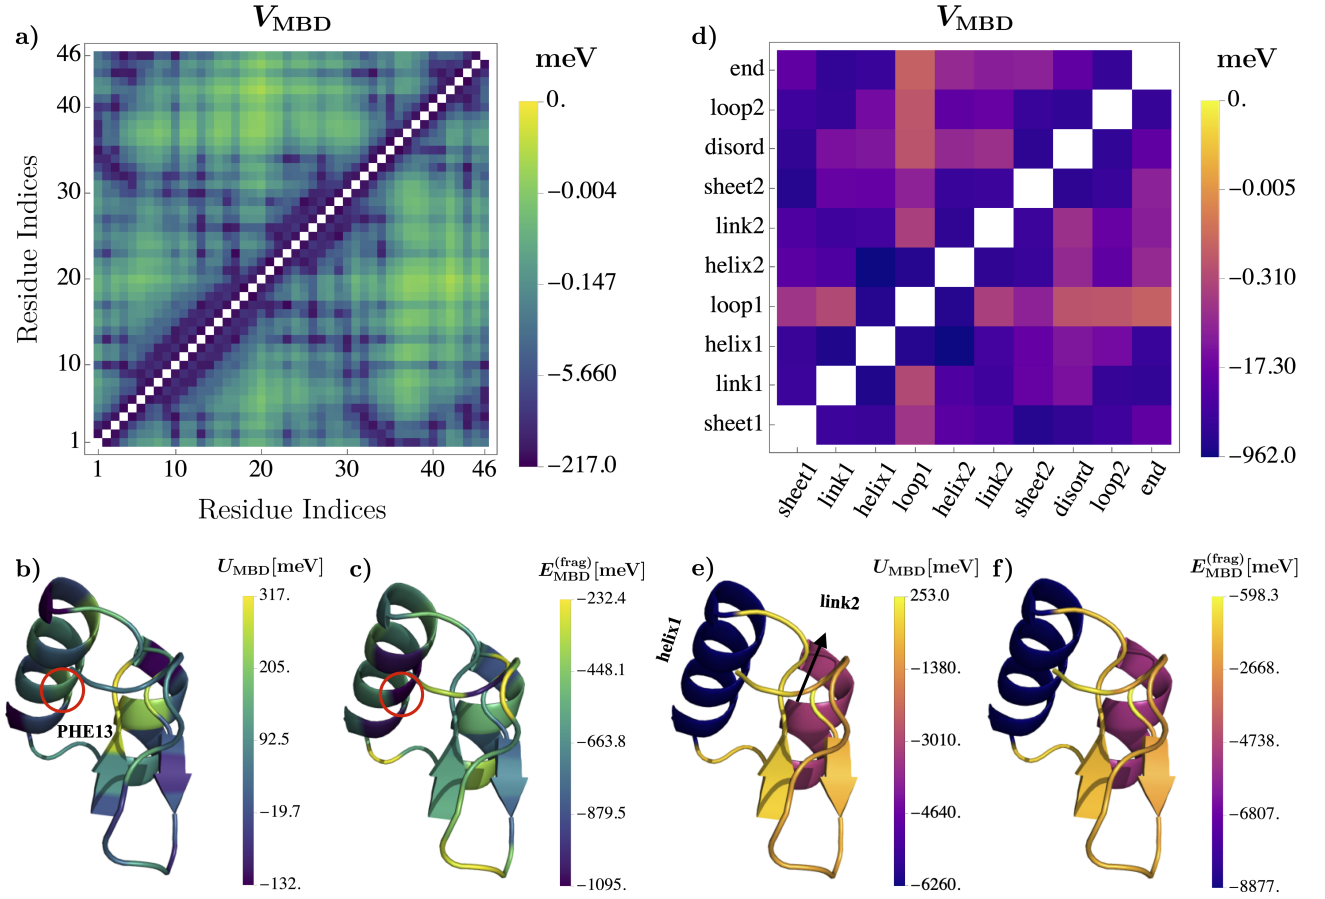 a)
V_MBD
meV
46
40
30
20
10
1
Residue Indices
1 10 20 30 40 46
Residue Indices
0.
−0.004
−0.147
−5.660
−217.0
d)
V_MBD
meV
end
loop2
disord
sheet2
link2
helix2
loop1
helix1
link1
sheet1
sheet1 link1 helix1 loop1 helix2 link2 sheet2 disord loop2 end
0.
−0.005
−0.310
−17.30
−962.0
b)
U_MBD[meV]
PHE13
317.
205.
92.5
−19.7
−132.
c)
E_MBD^(frag)[meV]
−232.4
−448.1
−663.8
−879.5
−1095.
e)
U_MBD[meV]
helix1
link2
253.0
−1380.
−3010.
−4640.
−6260.
f)
E_MBD^(frag)[meV]
−598.3
−2668.
−4738.
−6807.
−8877.